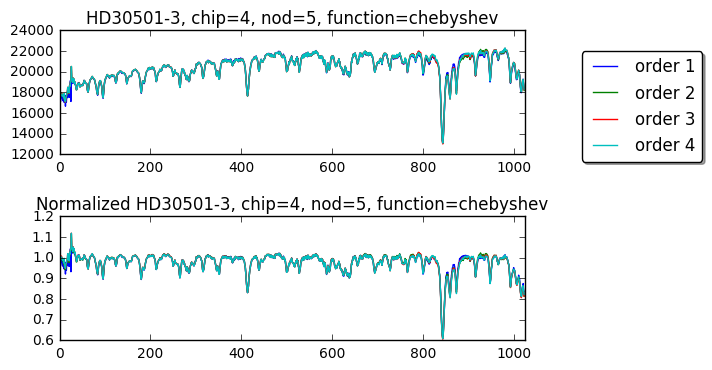 HD30501-3, chip=4, nod=5, function=chebyshev
24000
22000
20000
18000
16000
14000
12000
0 200 400 600 800 1000
order 1
order 2
order 3
order 4
Normalized HD30501-3, chip=4, nod=5, function=chebyshev
1.2
1.1
1.0
0.9
0.8
0.7
0.6
0 200 400 600 800 1000